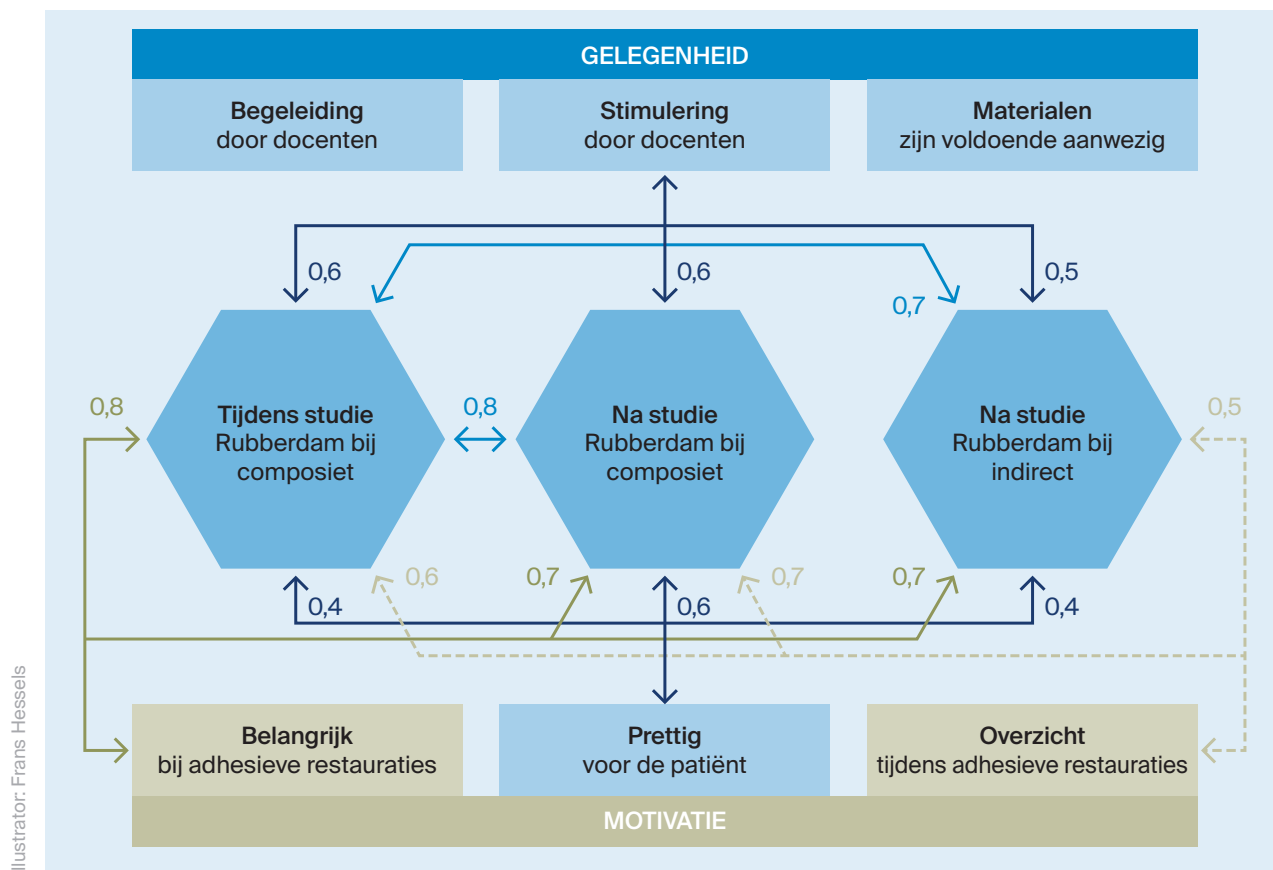 GELEGENHEID
Begeleiding
door docenten
Stimulering
door docenten
Materialen
zijn voldoende aanwezig
0,6
0,6
0,5
0,7
0,8
Tijdens studie
Rubberdam bij
composiet
0,8
Na studie
Rubberdam bij
composiet
Na studie
Rubberdam bij
indirect
0,5
0,4
0,6
0,7
0,6
0,7
0,7
0,4
Belangrijk
bij adhesieve restauraties
Prettig
voor de patiënt
Overzicht
tijdens adhesieve restauraties
MOTIVATIE
Illustrator: Frans Hessels